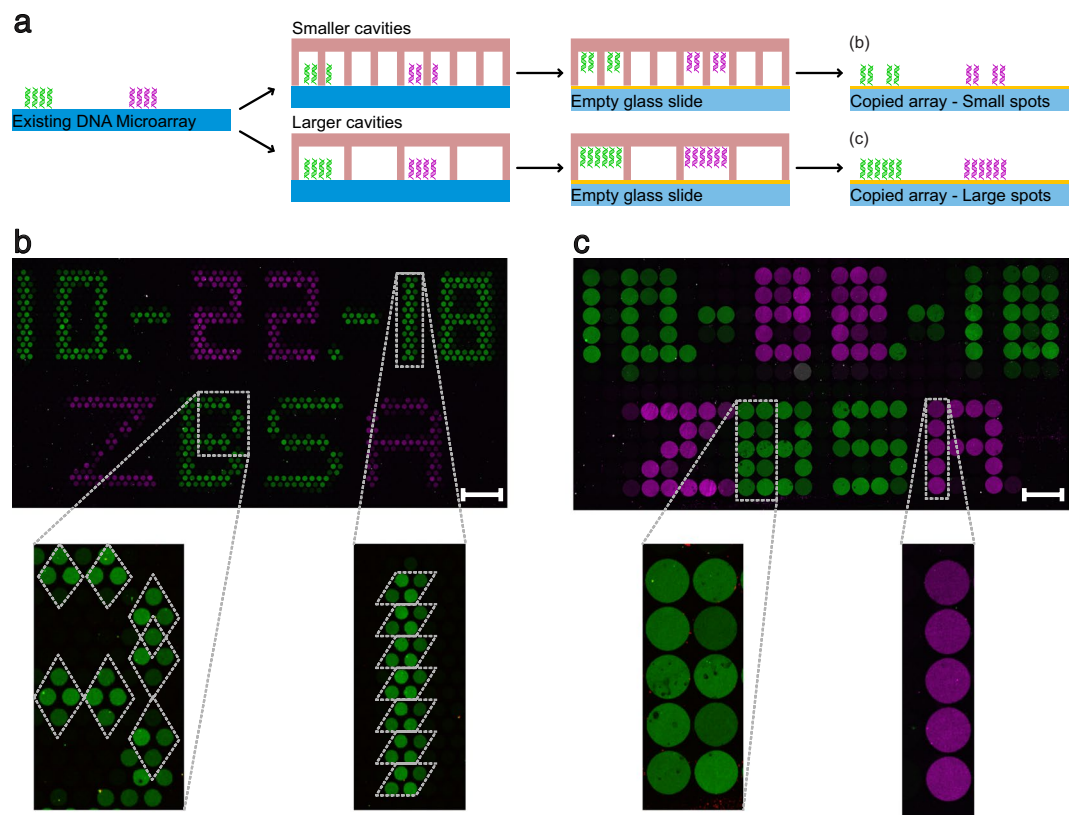 a
Smaller cavities
Existing DNA Microarray
Empty glass slide
(b)
Copied array - Small spots
Larger cavities
Empty glass slide
(c)
Copied array - Large spots
b
10.-22.-18
ZBSA
c